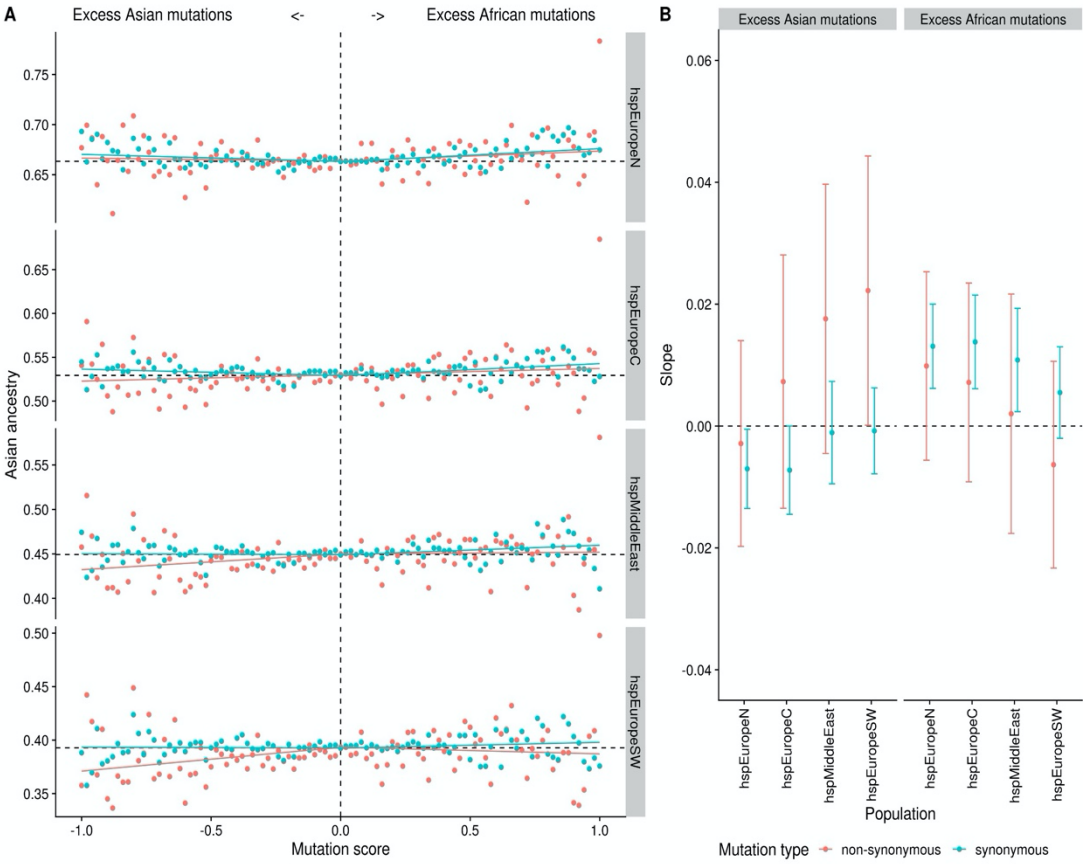 A
Excess Asian mutations <- -> Excess African mutations
0.75
0.70
0.65
hspEuropeN
0.65
0.60
0.55
0.50
hspEuropeC
Asian ancestry
0.55
0.50
0.45
0.40
hspMiddleEast
0.50
0.45
0.40
0.35
hspEuropeSW
-1.0 -0.5 0.0 0.5 1.0
Mutation score
B
Excess Asian mutations Excess African mutations
0.06
0.04
0.02
0.00
-0.02
-0.04
Slope
hspEuropeN hspEuropeC hspMiddleEast hspEuropeSW hspEuropeN hspEuropeC hspMiddleEast hspEuropeSW
Population
Mutation type non-synonymous synonymous